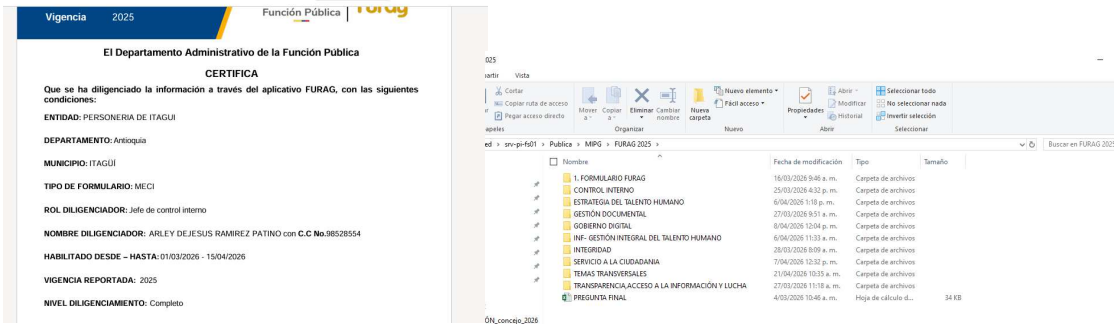 Vigencia 2025
Función Pública
Furag
El Departamento Administrativo de la Función Pública
CERTIFICA
Que se ha diligenciado la información a través del aplicativo FURAG, con las siguientes
condiciones:
ENTIDAD: PERSONERIA DE ITAGUI
DEPARTAMENTO: Antioquia
MUNICIPIO: ITAGÜÍ
TIPO DE FORMULARIO: MECI
ROL DILIGENCIADOR: Jefe de control interno
NOMBRE DILIGENCIADOR: ARLEY DEJESUS RAMIREZ PATINO con C.C No.98528554
HABILITADO DESDE – HASTA: 01/03/2026 - 15/04/2026
VIGENCIA REPORTADA: 2025
NIVEL DILIGENCIAMIENTO: Completo
025
artir Vista
Cortar
Copiar ruta de acceso
Pegar acceso directo
apeles
Mover a
Copiar a
Eliminar
Cambiar nombre
Organizar
Nueva carpeta
Nuevo elemento
Fácil acceso
Nuevo
Propiedades
Abrir
Modificar
Historial
Abrir
Seleccionar todo
No seleccionar nada
Invertir selección
Seleccionar
ed > srv-pi-fs01 > Publica > MIPG > FURAG 2025 >
Buscar en FURAG 2025
Nombre Fecha de modificación Tipo Tamaño
1. FORMULARIO FURAG 16/03/2026 9:46 a. m. Carpeta de archivos
CONTROL INTERNO 25/03/2026 4:32 p. m. Carpeta de archivos
ESTRATEGIA DEL TALENTO HUMANO 6/04/2026 1:18 p. m. Carpeta de archivos
GESTIÓN DOCUMENTAL 27/03/2026 9:51 a. m. Carpeta de archivos
GOBIERNO DIGITAL 8/04/2026 12:04 p. m. Carpeta de archivos
INF- GESTIÓN INTEGRAL DEL TALENTO HUMANO 6/04/2026 11:33 a. m. Carpeta de archivos
INTEGRIDAD 28/03/2026 8:09 a. m. Carpeta de archivos
SERVICIO A LA CIUDADANIA 7/04/2026 12:32 p. m. Carpeta de archivos
TEMAS TRANSVERSALES 21/04/2026 10:35 a. m. Carpeta de archivos
TRANSPARENCIA,ACCESO A LA INFORMACIÓN Y LUCHA 27/03/2026 11:18 a. m. Carpeta de archivos
PREGUNTA FINAL 4/03/2026 10:46 a. m. Hoja de cálculo d... 34 KB
ÓN_concejo_2026